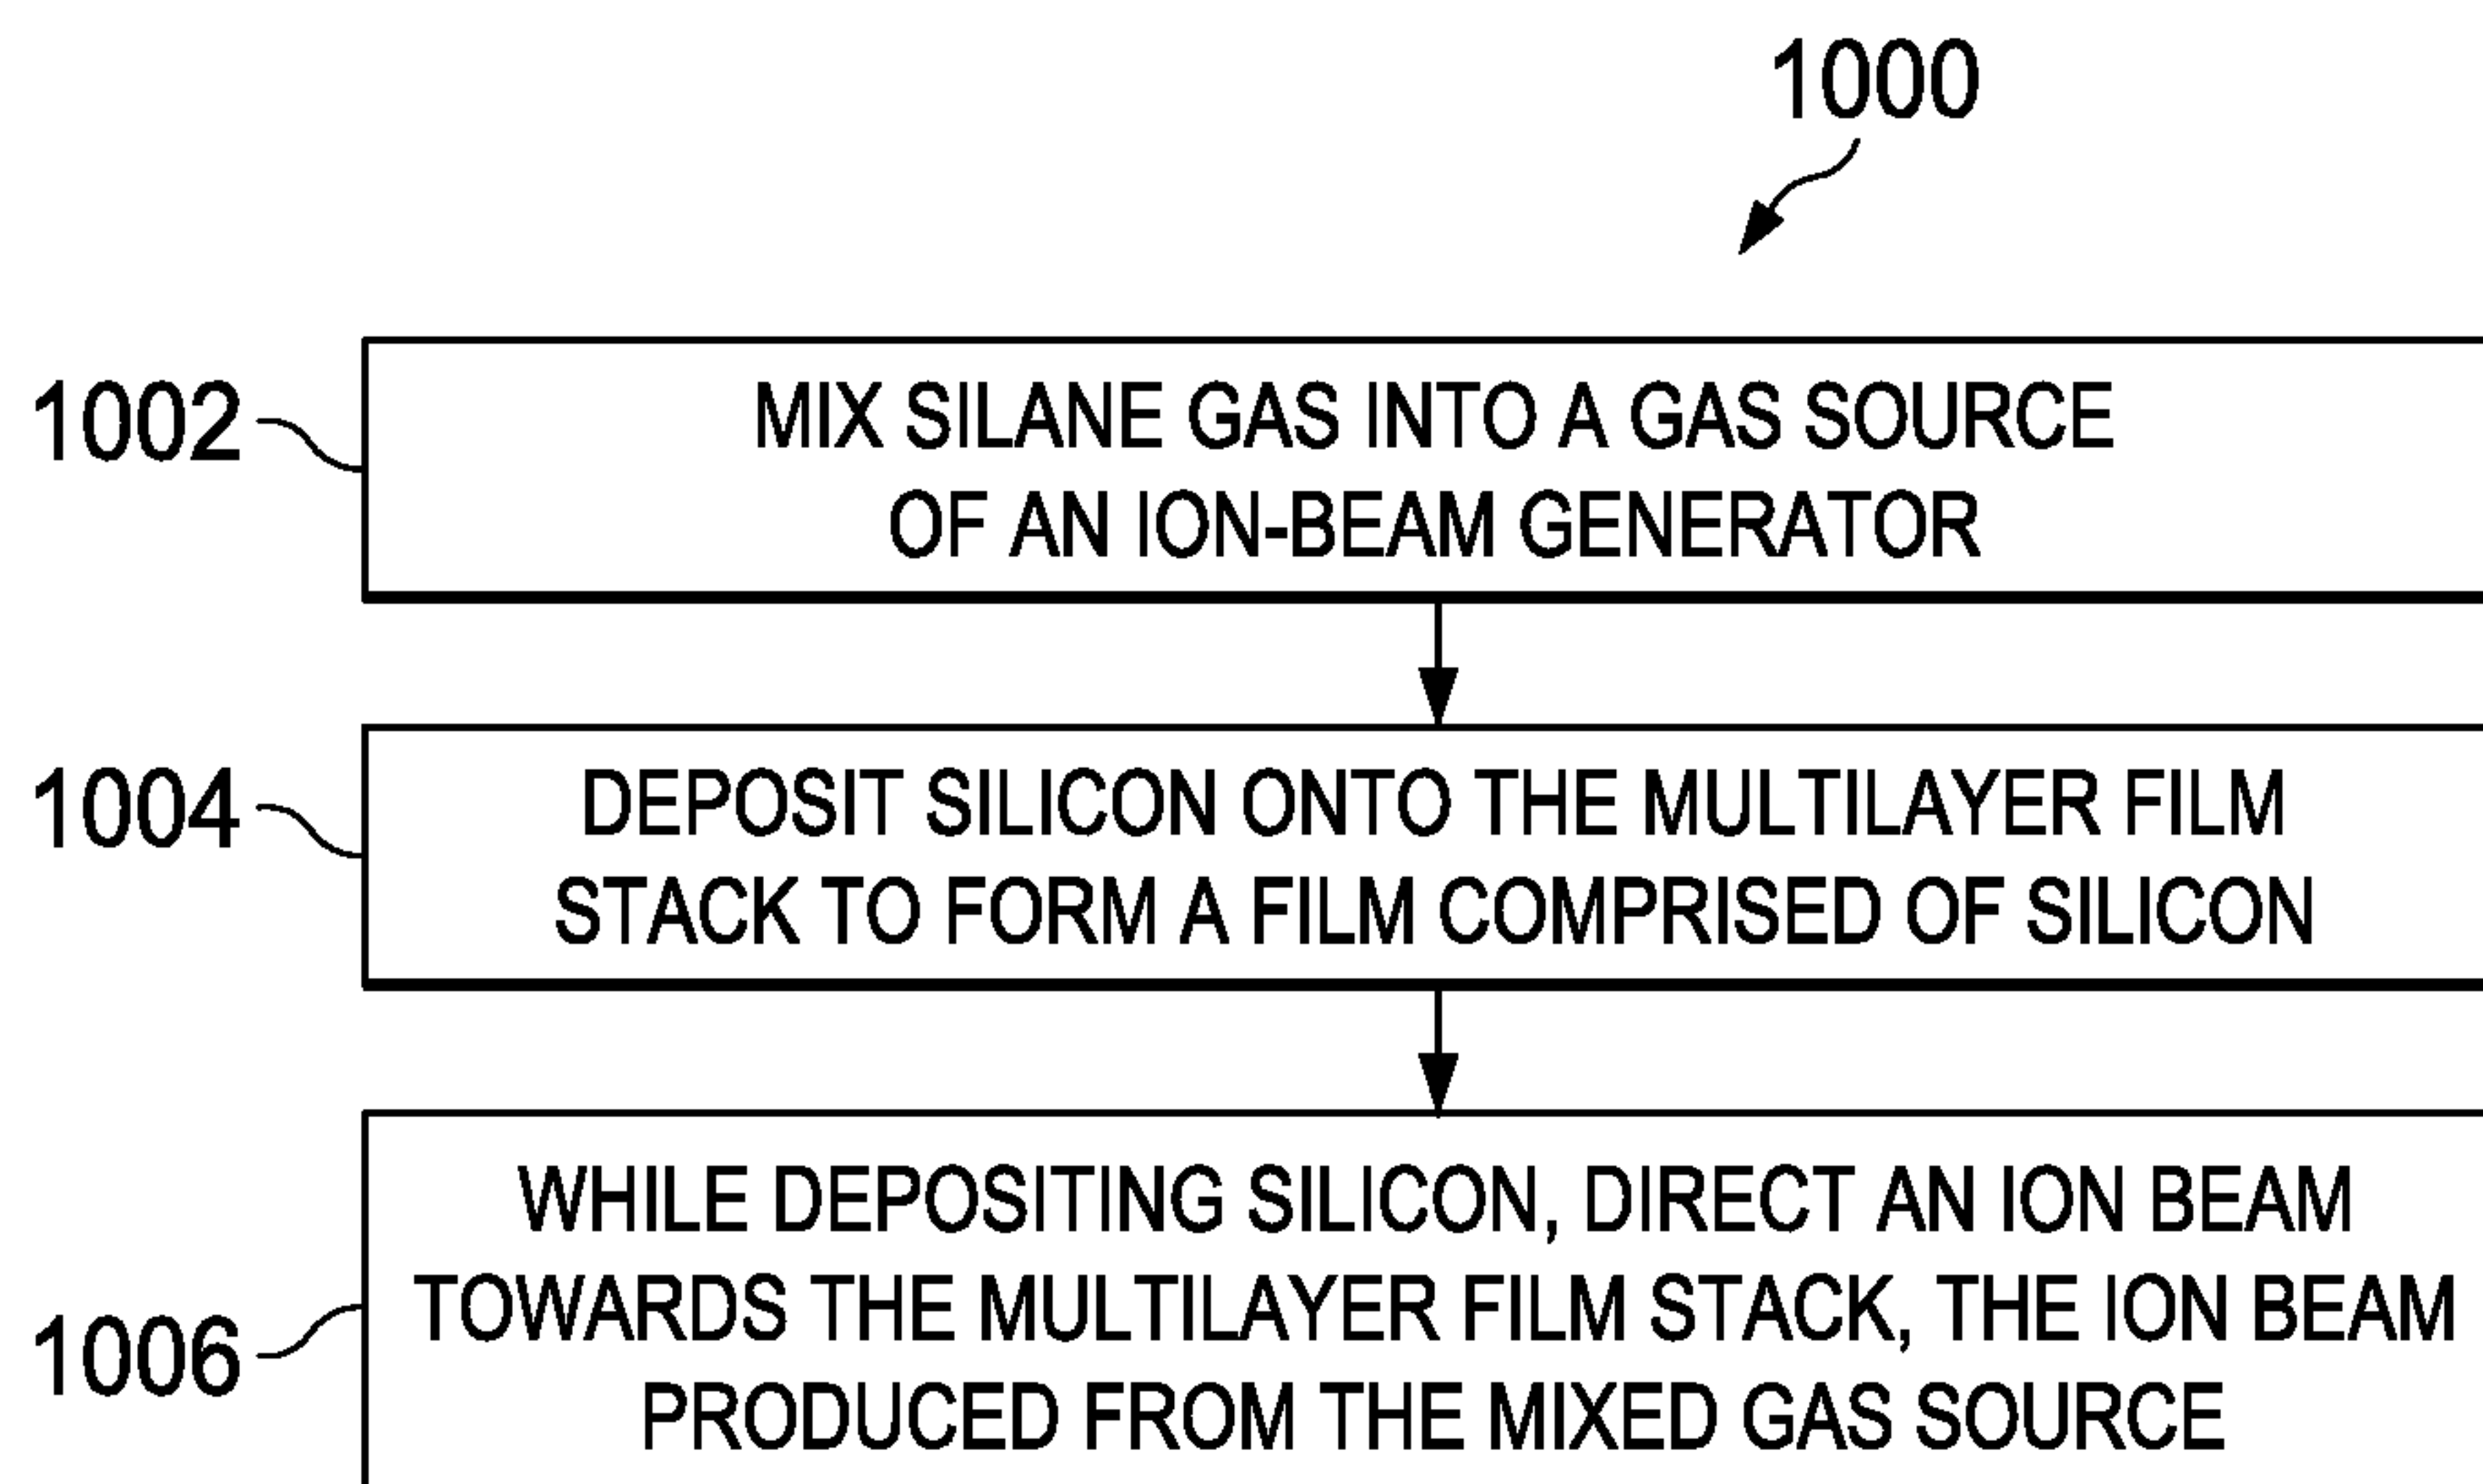 1000
1002
MIX SILANE GAS INTO A GAS SOURCE
OF AN ION-BEAM GENERATOR
1004
DEPOSIT SILICON ONTO THE MULTILAYER FILM
STACK TO FORM A FILM COMPRISED OF SILICON
1006
WHILE DEPOSITING SILICON, DIRECT AN ION BEAM
TOWARDS THE MULTILAYER FILM STACK, THE ION BEAM
PRODUCED FROM THE MIXED GAS SOURCE